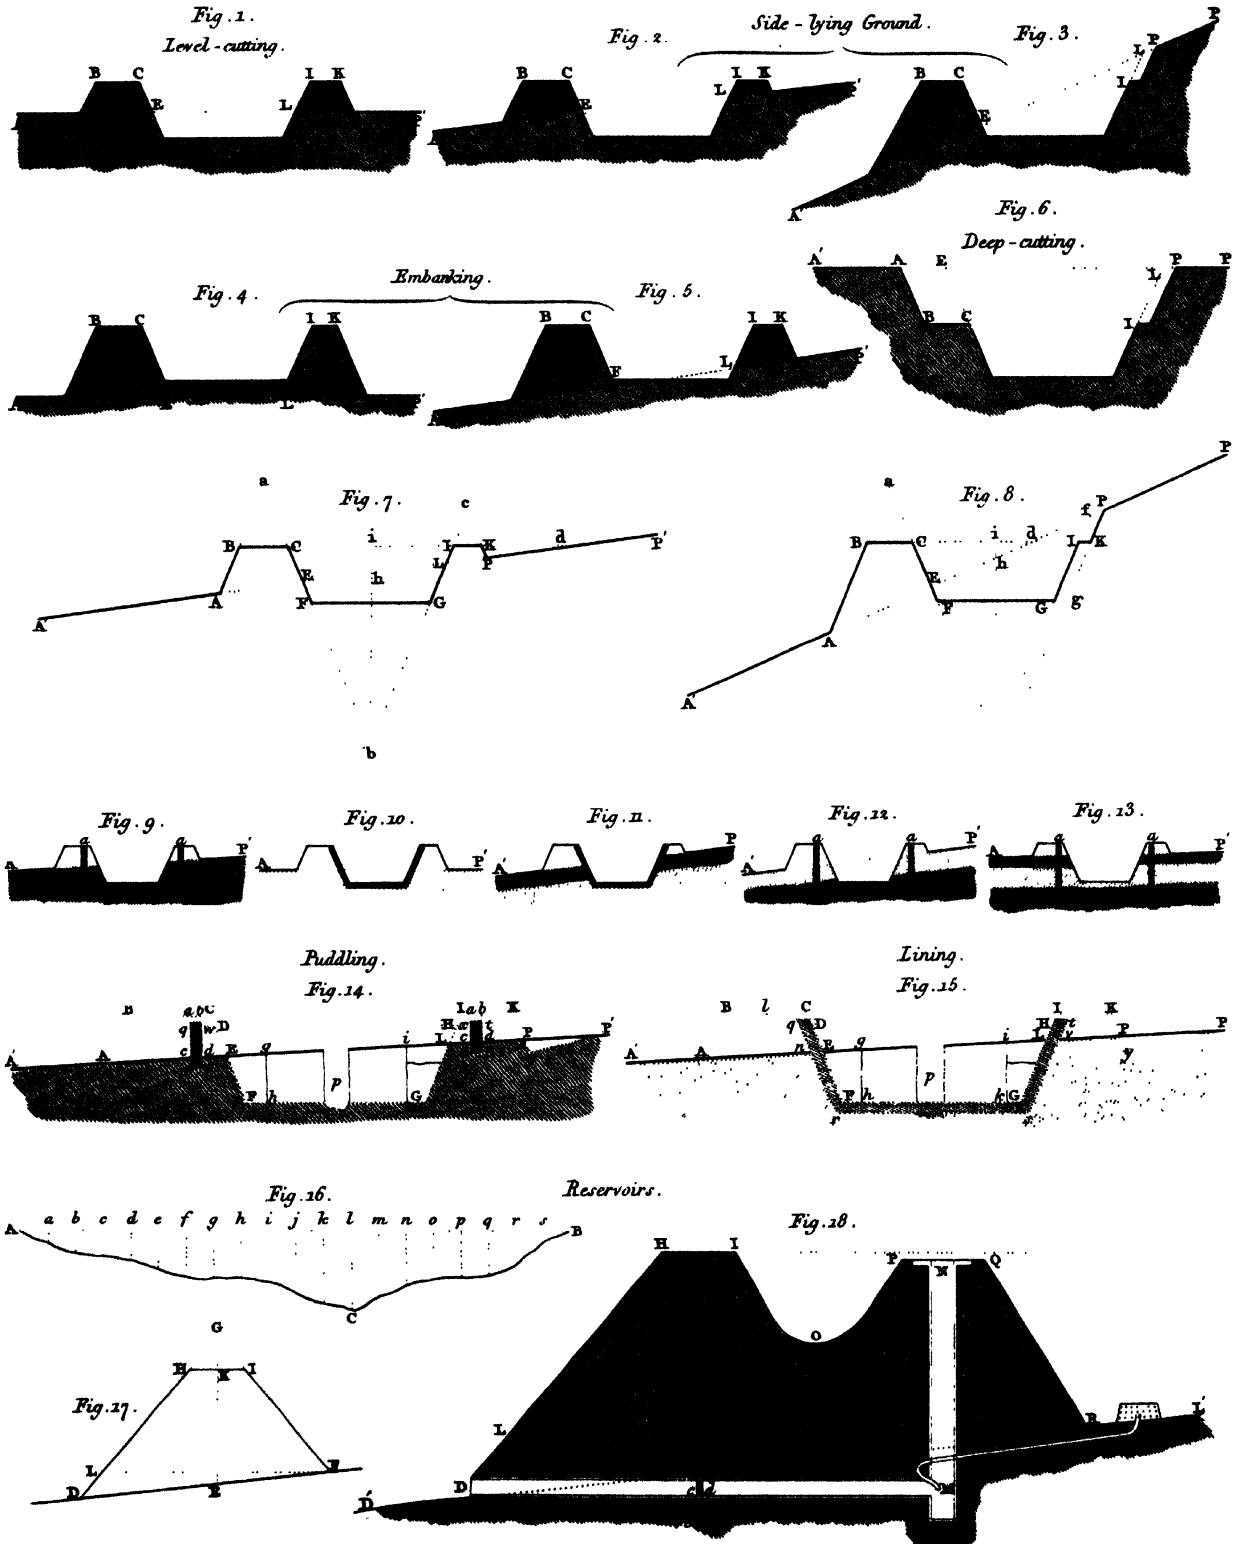 Fig. 1.
Level-cutting.
B C I K
E L
Fig. 2.
Side-lying Ground.
B C I K
E L
Fig. 3.
P
L P
B C
I
E
A'
Fig. 4.
Embanking.
B C I K
L
Fig. 5.
B C I K
L
Fig. 6.
Deep-cutting.
A' A E P P
L
B C I
a
Fig. 7.
c
i d
B C I K P'
L P
h
E
A F G
A'
b
a
Fig. 8.
P
P
f
i d
B C I K
h
E
F G g
A
A'
Fig. 9.
a a P'
A
Fig. 10.
A P'
Fig. 11.
P
A'
Fig. 12.
a a P'
A'
Fig. 13.
a a P'
A
Puddling.
Fig. 14.
B a b C I a b K
q w D H x t
A' A c d E g i L c d P P'
p
F h G
Lining.
Fig. 15.
B l C I K
q D H t
A' A n E g i L v P P
p y
F h k G
Reservoirs.
Fig. 16.
A a b c d e f g h i j k l m n o p q r s B
C
G
H K I
Fig. 17.
L
D E
Fig. 18.
H I P N Q
O
L
D
D'
c d
M
L'